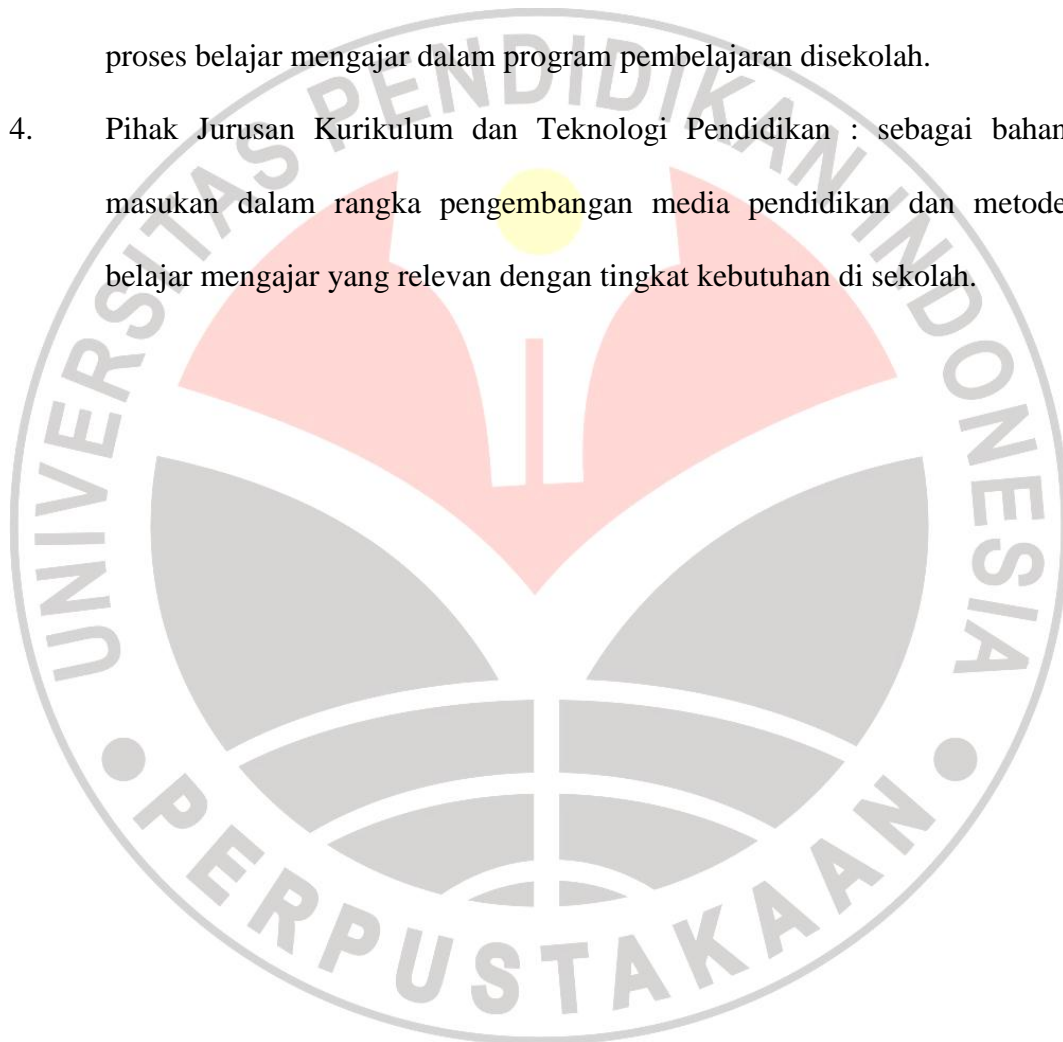 proses belajar mengajar dalam program pembelajaran disekolah.
4. Pihak Jurusan Kurikulum dan Teknologi Pendidikan : sebagai bahan
masukan dalam rangka pengembangan media pendidikan dan metode
belajar mengajar yang relevan dengan tingkat kebutuhan di sekolah.
UNIVERSITAS PENDIDIKAN INDONESIA
PERPUSTAKAAN